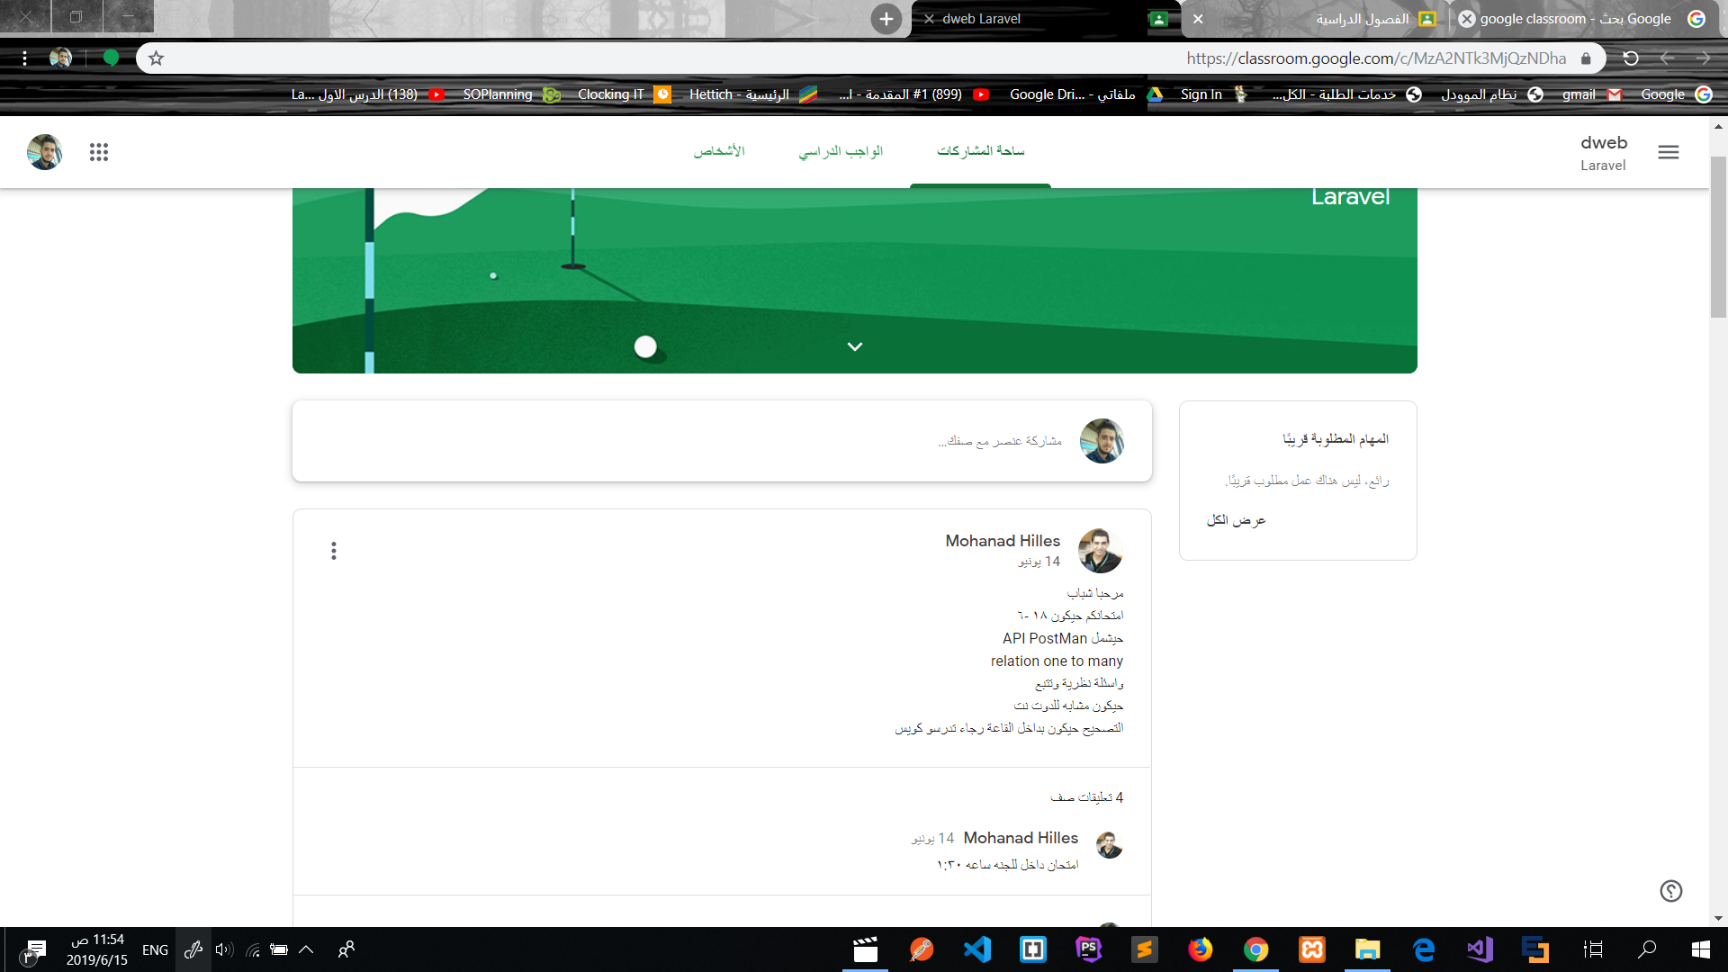 Google بحث - google classroom
الفصول الدراسية
dweb Laravel
https://classroom.google.com/c/MzA2NTk3MjQzNDha
Google
gmail
نظام الموودل
خدمات الطلبة - الكل...
Sign In
ملفاتي - Google Dri...
(899) #1 المقدمة - ا...
الرئيسية - Hettich
Clocking IT
SOPlanning
(138) الدرس الاول ...La
dweb
Laravel
ساحة المشاركات
الواجب الدراسي
الأشخاص
Laravel
المهام المطلوبة قريبًا
رائع، ليس هناك عمل مطلوب قريبًا.
عرض الكل
مشاركة عنصر مع صفك...
Mohanad Hilles
14 يونيو
مرحبا شباب
امتحانكم حيكون ١٨ -٦
حيشمل API PostMan
relation one to many
واسئلة نظرية وتتبع
حيكون مشابه للدوت نت
التصحيح حيكون بداخل القاعة رجاء تدرسو كويس
4 تعليقات صف
Mohanad Hilles 14 يونيو
امتحان داخل للجنه ساعه ١:٣٠
11:54 ص
2019/6/15
ENG
٣
PS